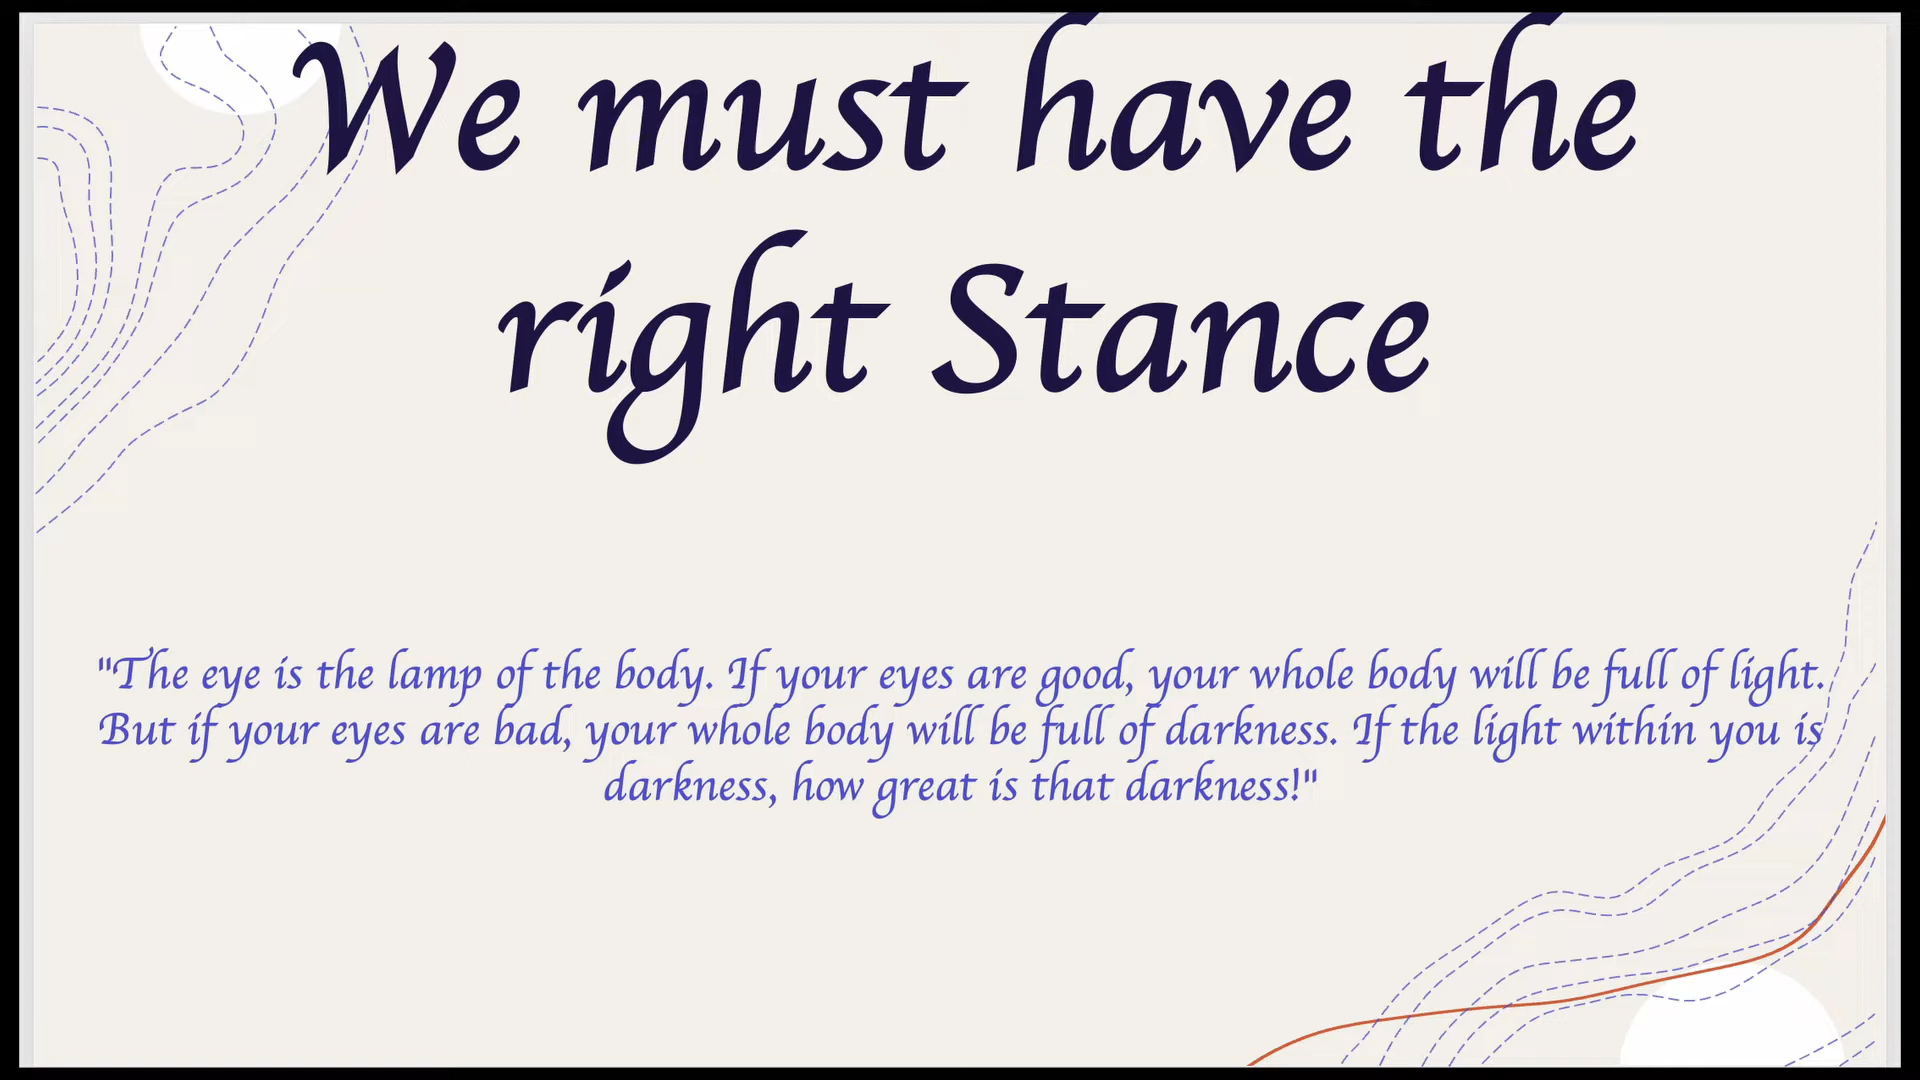 We must have the
right Stance
"The eye is the lamp of the body. If your eyes are good, your whole body will be full of light.
But if your eyes are bad, your whole body will be full of darkness. If the light within you is
darkness, how great is that darkness!"